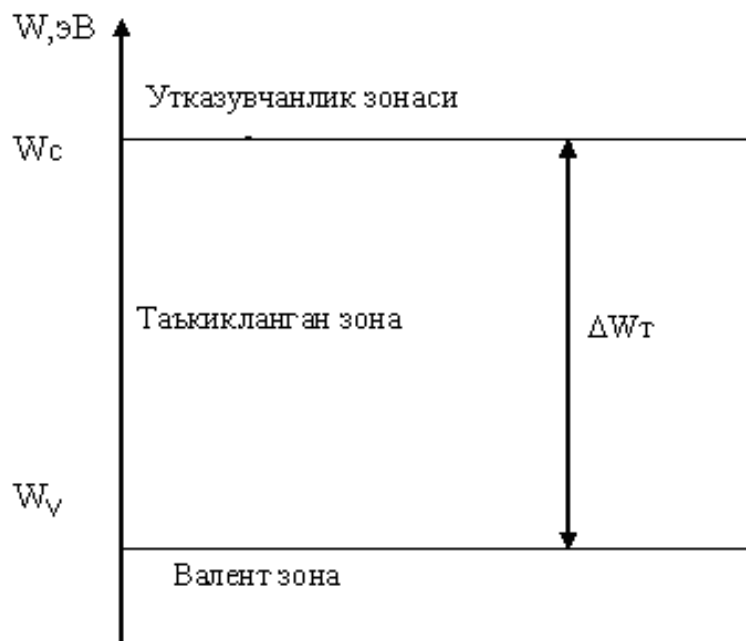 W,эВ
Утказувчанлик зонаси
Wc
Таъкикланган зона
ΔWт
Wv
Валент зона